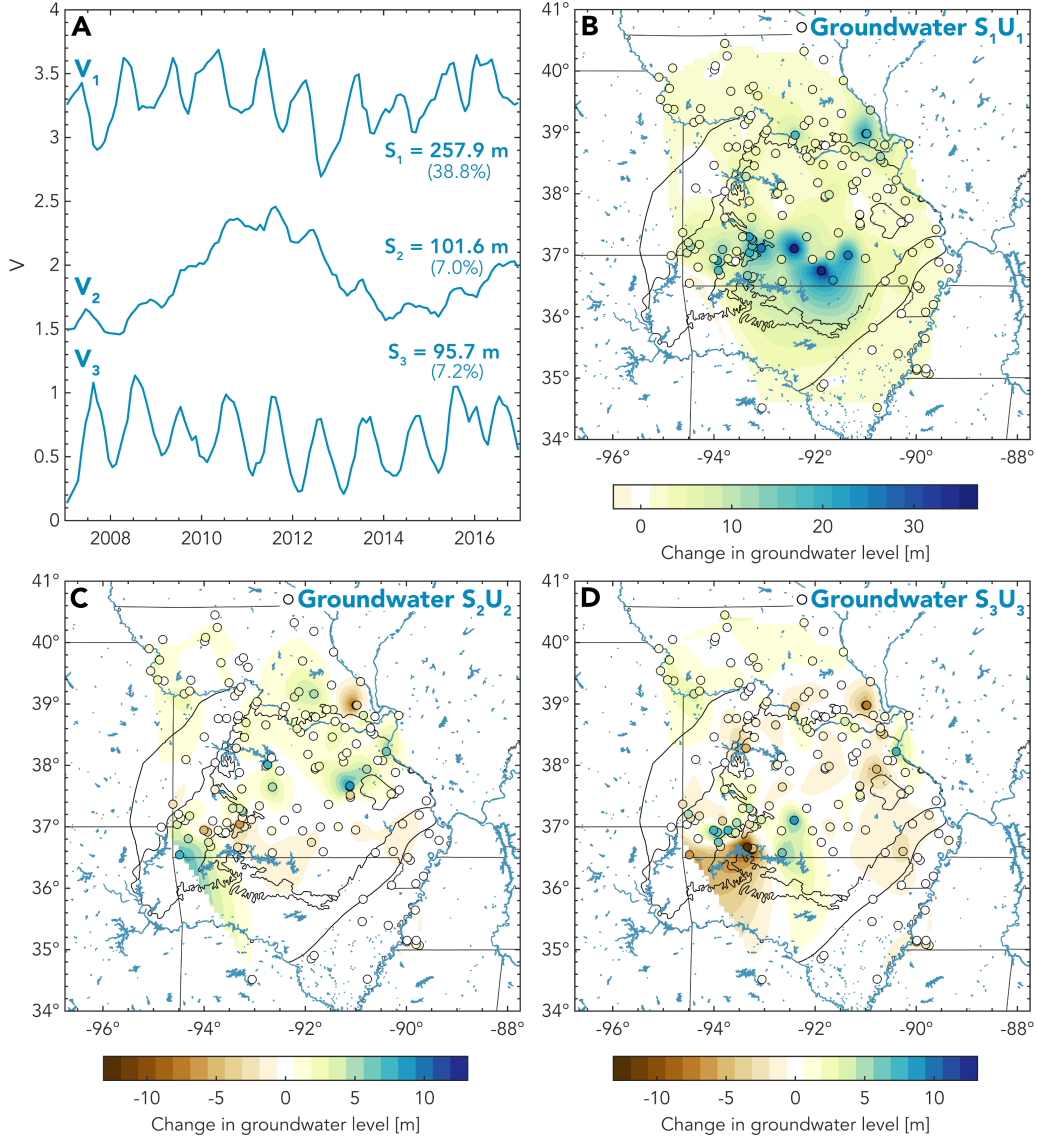 A
V₁
S₁ = 257.9 m
(38.8%)
S₂ = 101.6 m
(7.0%)
V₂
S₃ = 95.7 m
(7.2%)
V₃
V
4
3.5
3
2.5
2
1.5
1
0.5
0
2008 2010 2012 2014 2016
B
Groundwater S₁U₁
41°
40°
39°
38°
37°
36°
35°
34°
-96 -94 -92 -90 -88
0 10 20 30
Change in groundwater level [m]
C
Groundwater S₂U₂
41°
40°
39°
38°
37°
36°
35°
34°
-96 -94 -92 -90
-10 -5 0 5 10
Change in groundwater level [m]
D
Groundwater S₃U₃
41°
40°
39°
38°
37°
36°
35°
34°
-96 -94 -92 -90 -88
-10 -5 0 5 10
Change in groundwater level [m]